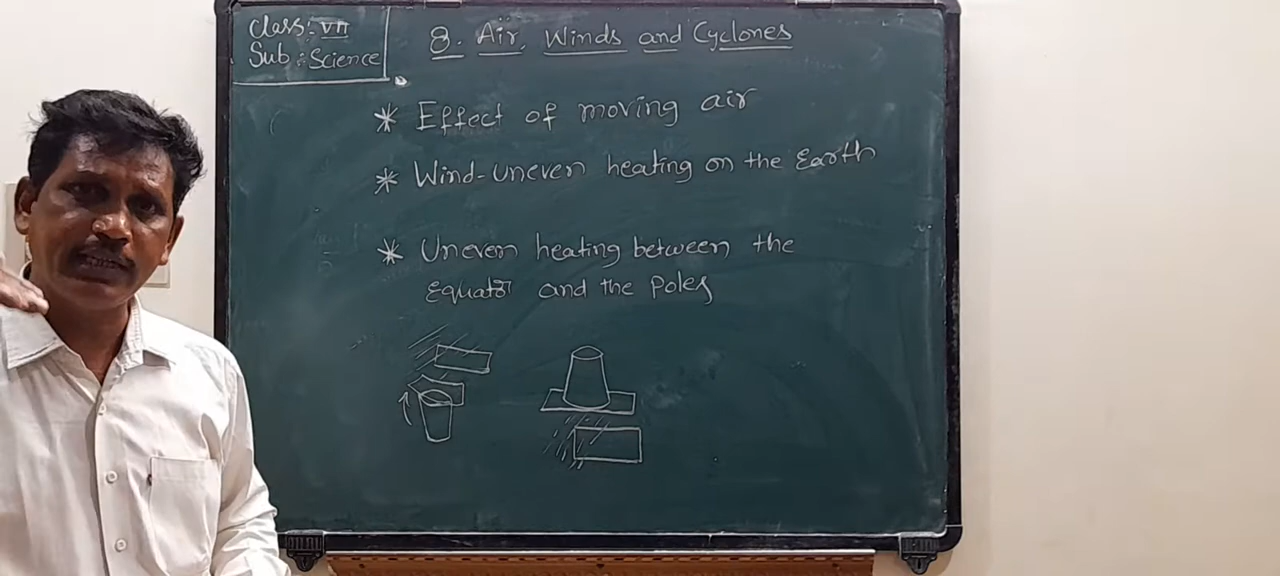 Class: VII
Sub : Science
8. Air, Winds and Cyclones
* Effect of moving air
* Wind-uneven heating on the Earth
* Uneven heating between the
Equator and the Poles